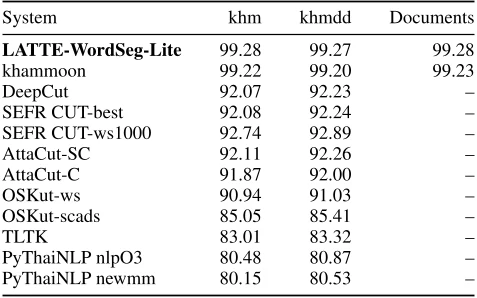 System khm khmdd Documents
LATTE-WordSeg-Lite 99.28 99.27 99.28
khammoon 99.22 99.20 99.23
DeepCut 92.07 92.23 –
SEFR CUT-best 92.08 92.24 –
SEFR CUT-ws1000 92.74 92.89 –
AttaCut-SC 92.11 92.26 –
AttaCut-C 91.87 92.00 –
OSKut-ws 90.94 91.03 –
OSKut-scads 85.05 85.41 –
TLTK 83.01 83.32 –
PyThaiNLP nlpO3 80.48 80.87 –
PyThaiNLP newmm 80.15 80.53 –